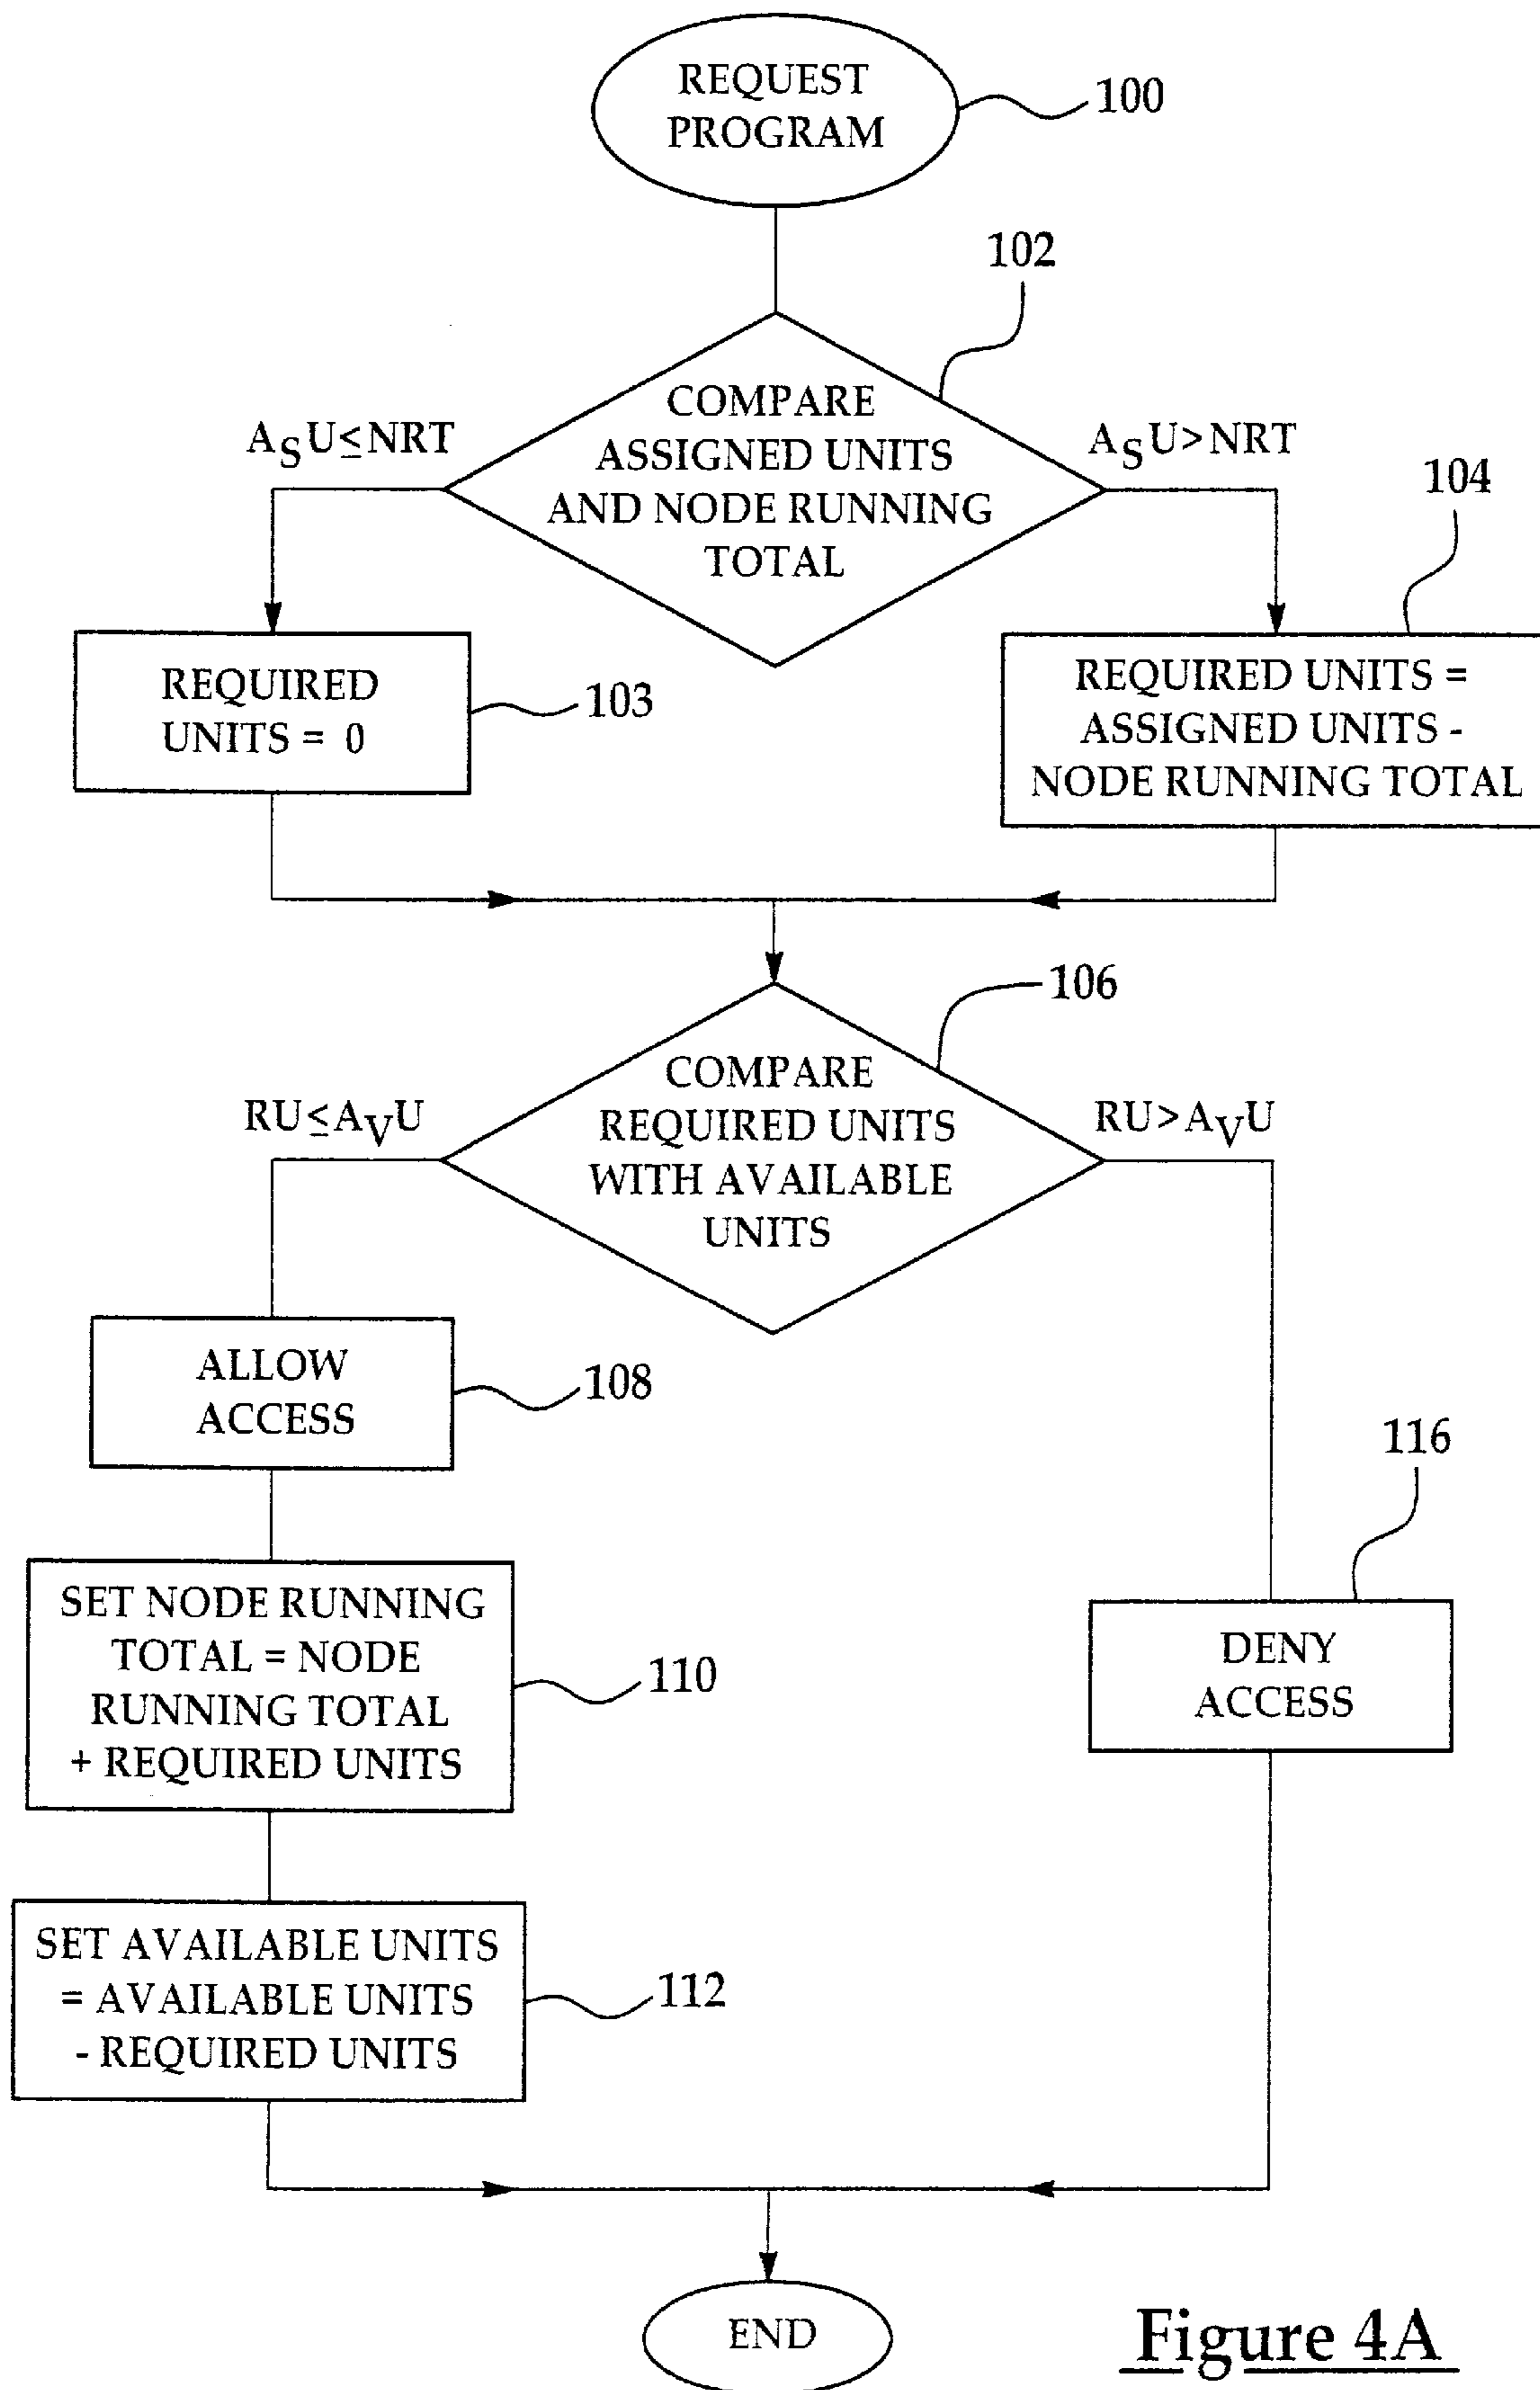 REQUEST
PROGRAM
100
102
COMPARE
ASSIGNED UNITS
AND NODE RUNNING
TOTAL
ASU≤NRT
ASU>NRT
104
REQUIRED
UNITS = 0
103
REQUIRED UNITS =
ASSIGNED UNITS -
NODE RUNNING TOTAL
106
COMPARE
REQUIRED UNITS
WITH AVAILABLE
UNITS
RU≤AVU
RU>AVU
ALLOW
ACCESS
108
116
SET NODE RUNNING
TOTAL = NODE
RUNNING TOTAL
+ REQUIRED UNITS
110
DENY
ACCESS
SET AVAILABLE UNITS
= AVAILABLE UNITS
- REQUIRED UNITS
112
END
Figure 4A